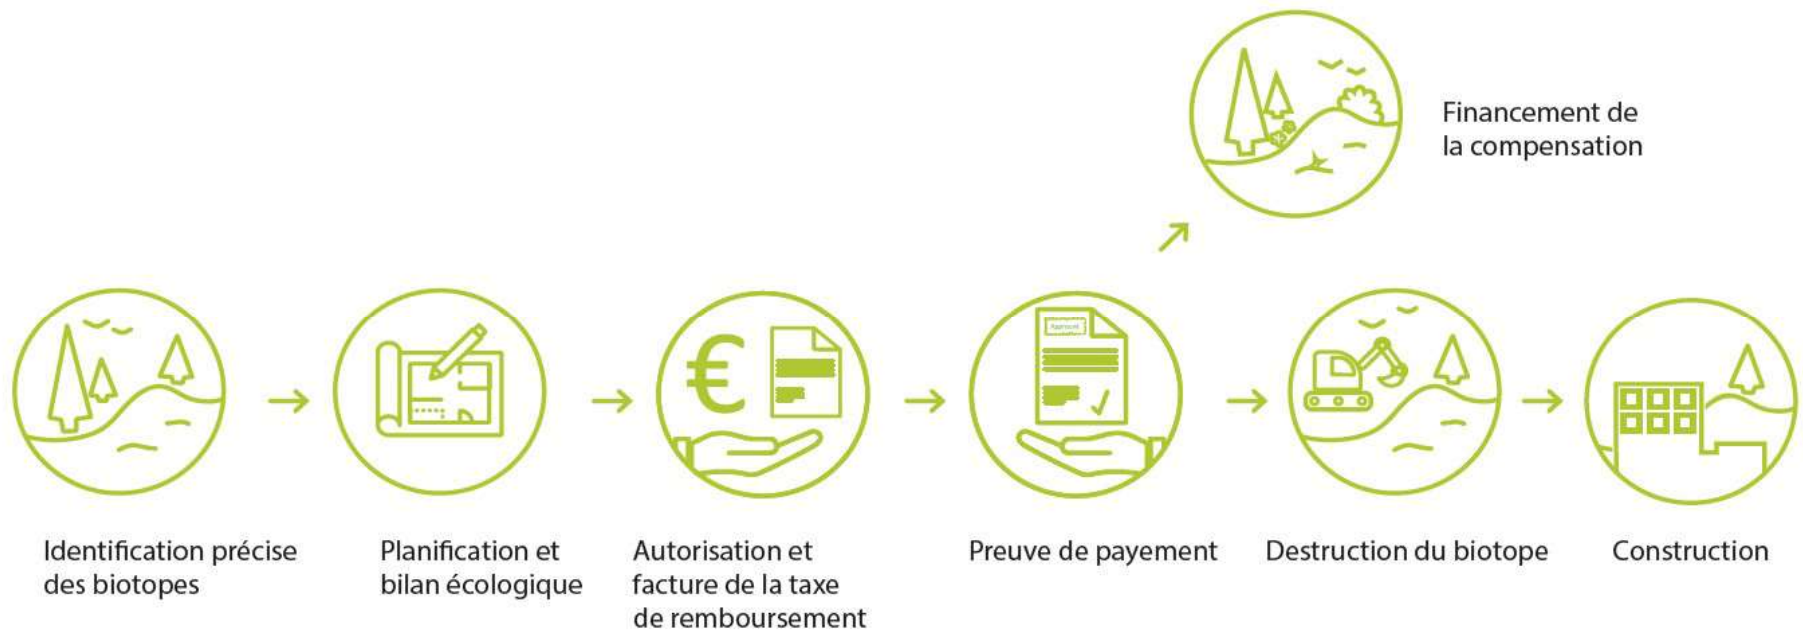 Financement de
la compensation
Approuvé
Identification précise
des biotopes
Planification et
bilan écologique
Autorisation et
facture de la taxe
de remboursement
Preuve de payement
Destruction du biotope
Construction